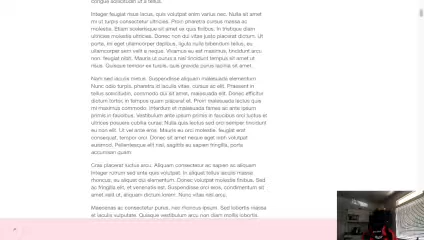 congue sollicitudin ut a tellus.
Integer feugiat risus lacus, quis volutpat enim varius nec. Nulla sit amet
mi ut turpis consectetur ultricies. Proin pharetra cursus massa ac
molestie. Etiam scelerisque sit amet ex quis finibus. In tristique diam
ultricies molestie ultricies. Donec non dui vitae justo placerat dictum. Ut
porta, mi eget ullamcorper dapibus, ligula nulla bibendum tellus, eu
ullamcorper sem velit a neque. Vivamus eu est maximus, tincidunt arcu
non, feugiat nibh. Mauris ut cursus a nisl tincidunt tempus sit amet ut
risus. Quisque tempor ex turpis, quis gravida purus lacinia sit amet.
Nam sed iaculis metus. Suspendisse aliquam malesuada elementum.
Nunc odio turpis, pharetra id iaculis vitae, cursus ac elit. Praesent in
tellus sollicitudin, commodo dui sit amet, malesuada elit. Donec efficitur
dictum tortor, in tempus quam placerat id. Proin malesuada lectus quis
mi maximus commodo. Interdum et malesuada fames ac ante ipsum
primis in faucibus. Vestibulum ante ipsum primis in faucibus orci luctus et
ultrices posuere cubilia curae; Nulla quis lectus sed orci semper tincidunt
eu non elit. Ut vel ante eros. Mauris eu orci molestie, feugiat erat
consequat, tempor orci. Donec sit amet neque eget nibh volutpat
euismod. Pellentesque elit nisl, sagittis eu sapien fringilla, porta
accumsan quam.
Cras placerat luctus arcu. Aliquam consectetur ac sapien ac aliquam.
Integer rutrum sed ante quis volutpat. In aliquet tellus iaculis massa
rhoncus, eu aliquet dui elementum. Donec volutpat molestie finibus. Sed
ac fringilla elit, et venenatis est. Suspendisse orci sem, condimentum sit
amet velit ut, aliquam dictum lorem. Nunc vitae nisl arcu.
Maecenas ac consectetur purus, nec rhoncus ipsum. Sed lobortis massa
et iaculis vulputate. Quisque vestibulum arcu non diam mollis lobortis.